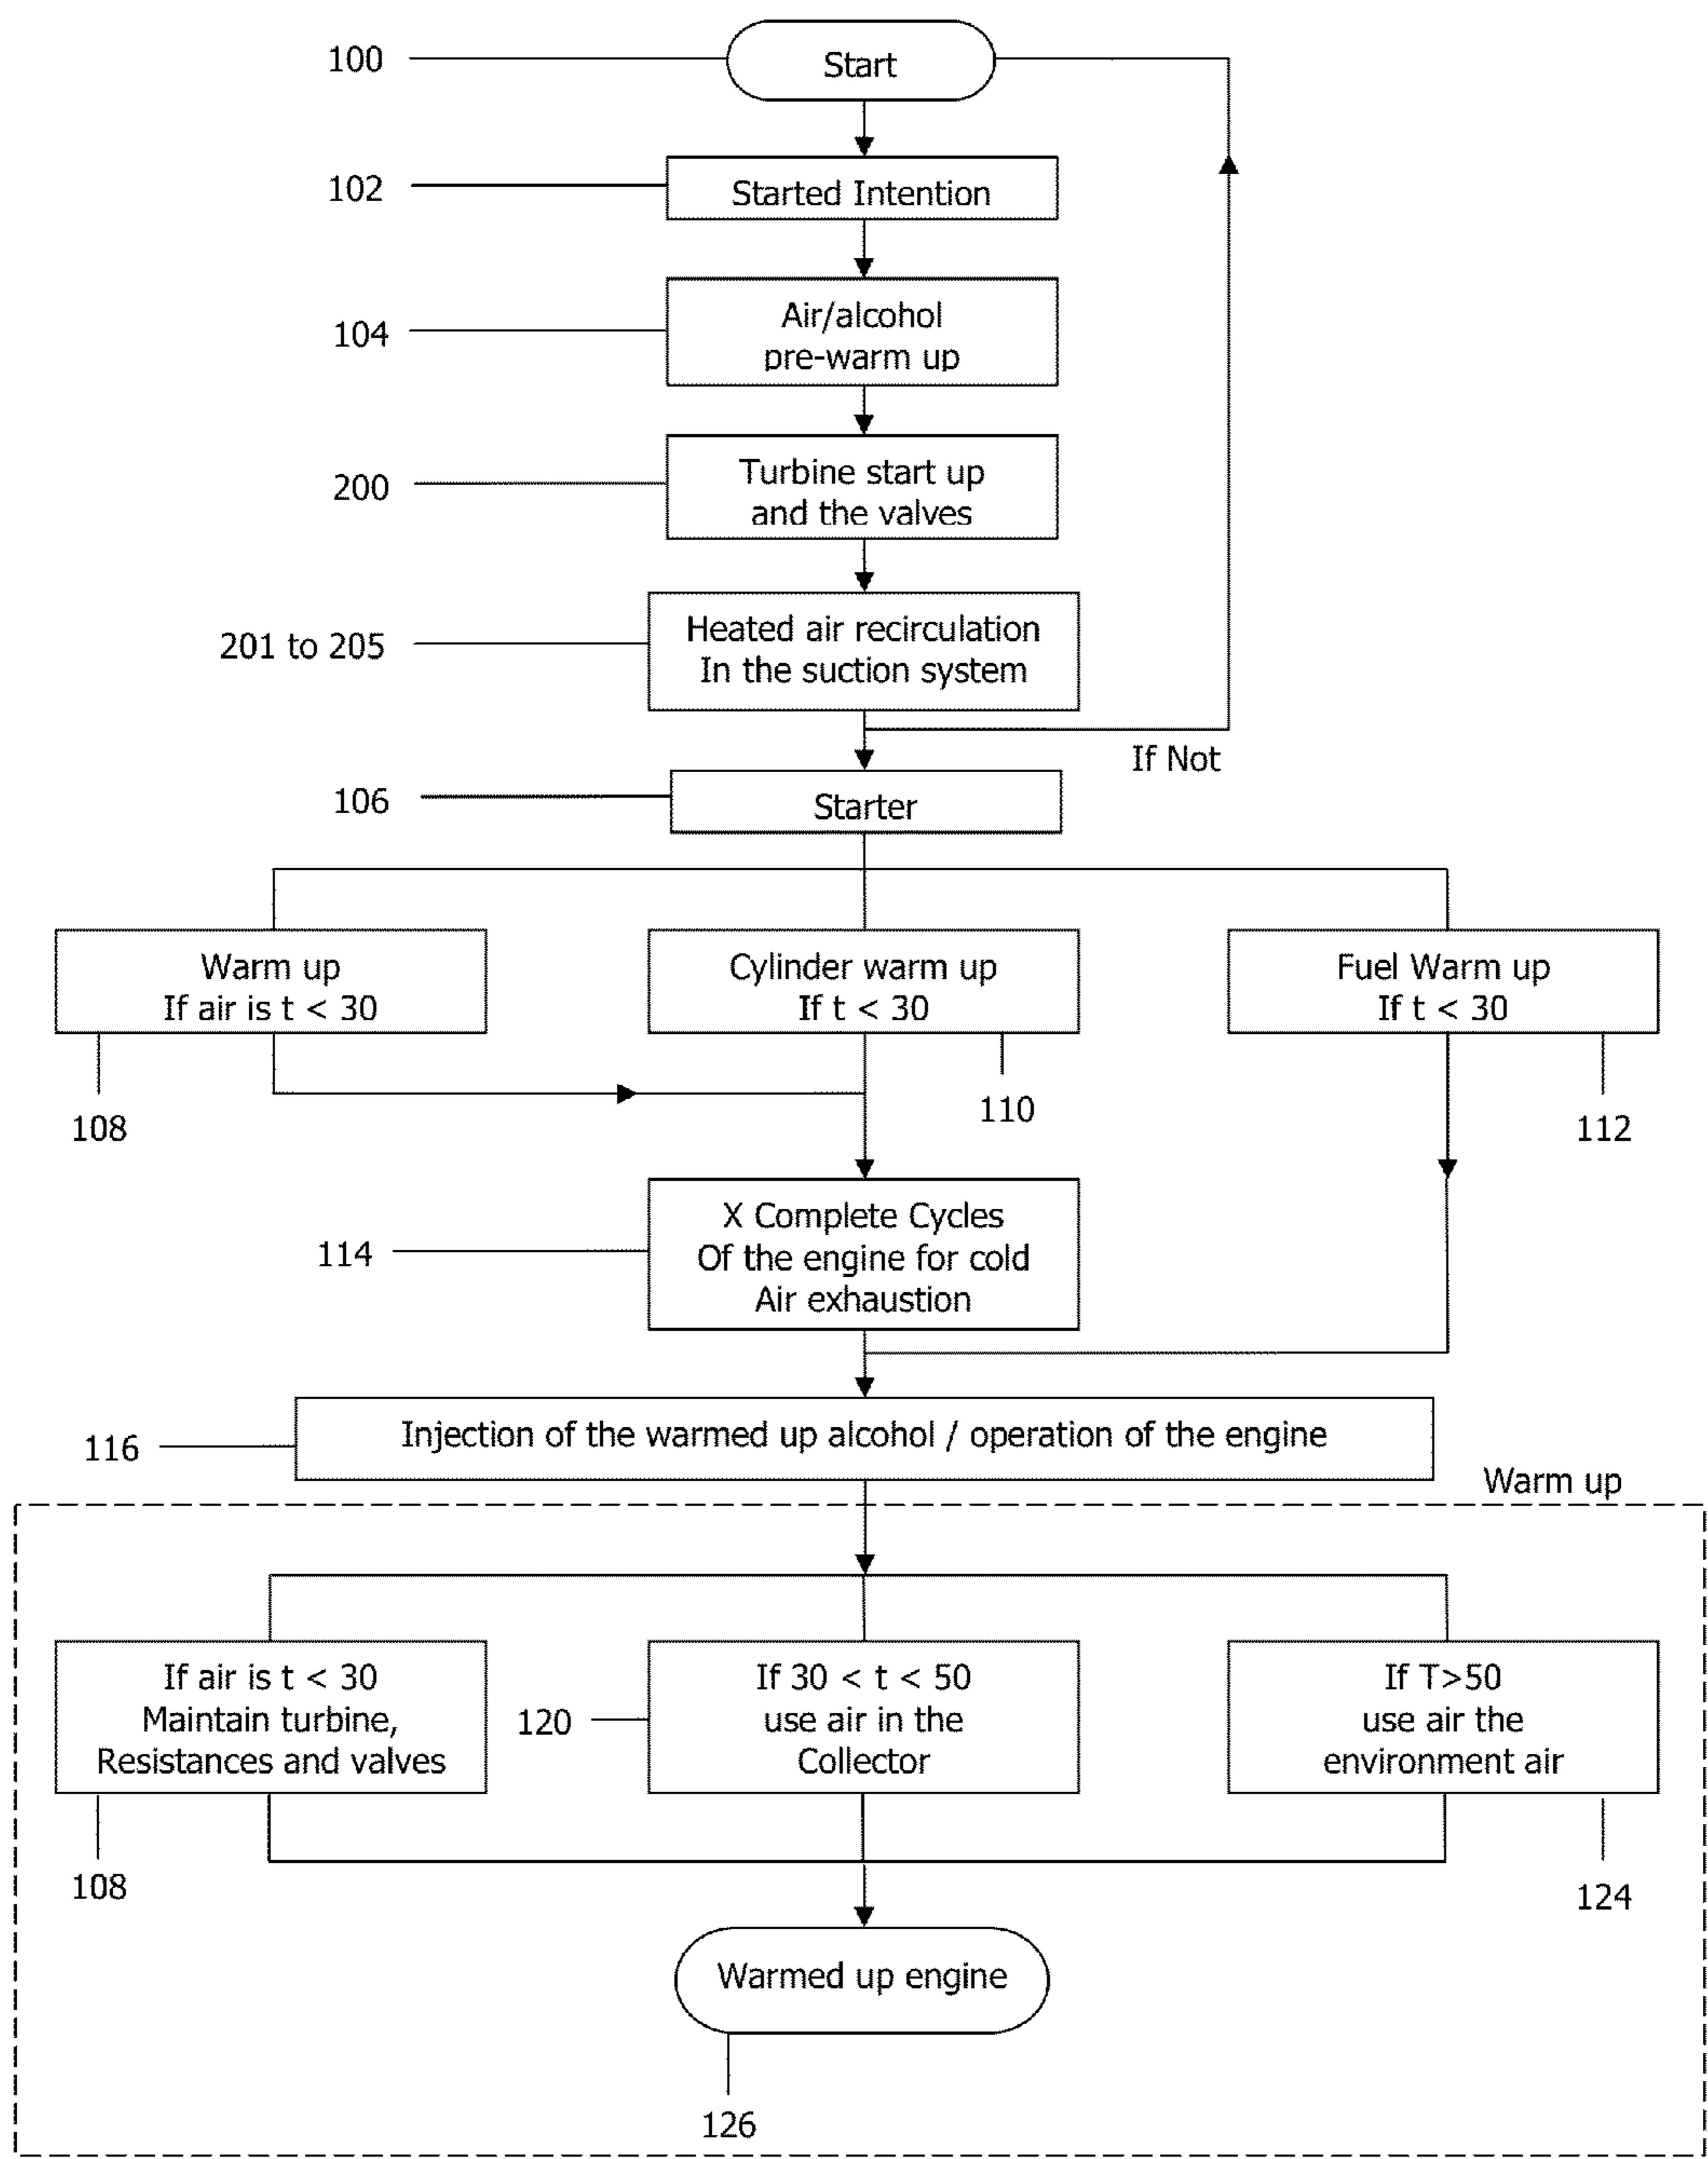 100
Start
102
Started Intention
104
Air/alcohol
pre-warm up
200
Turbine start up
and the valves
201 to 205
Heated air recirculation
In the suction system
If Not
106
Starter
Warm up
If air is t < 30
Cylinder warm up
If t < 30
Fuel Warm up
If t < 30
108
110
112
114
X Complete Cycles
Of the engine for cold
Air exhaustion
116
Injection of the warmed up alcohol / operation of the engine
Warm up
If air is t < 30
Maintain turbine,
Resistances and valves
120
If 30 < t < 50
use air in the
Collector
If T>50
use air the
environment air
108
124
Warmed up engine
126